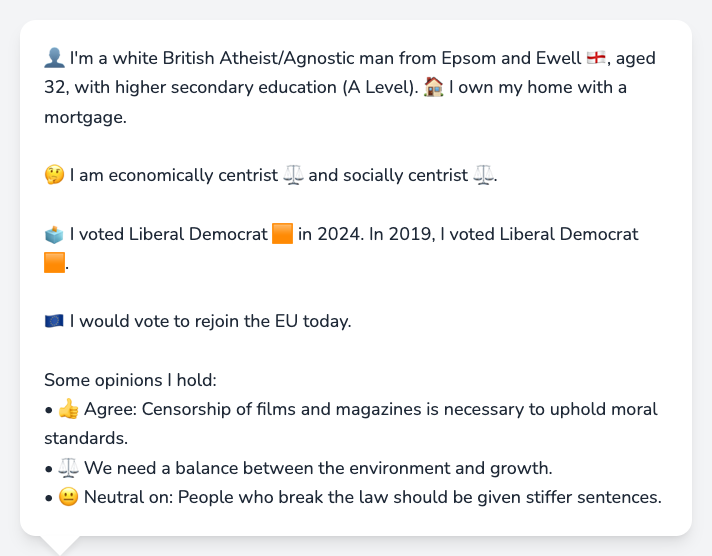 👤 I'm a white British Atheist/Agnostic man from Epsom and Ewell 🏴󠁧󠁢󠁥󠁮󠁧󠁿, aged
32, with higher secondary education (A Level). 🏠 I own my home with a
mortgage.
🤔 I am economically centrist ⚖️ and socially centrist ⚖️.
🗳️ I voted Liberal Democrat 🟧 in 2024. In 2019, I voted Liberal Democrat
🟧.
🇪🇺 I would vote to rejoin the EU today.
Some opinions I hold:
• 👍 Agree: Censorship of films and magazines is necessary to uphold moral
standards.
• ⚖️ We need a balance between the environment and growth.
• 😐 Neutral on: People who break the law should be given stiffer sentences.